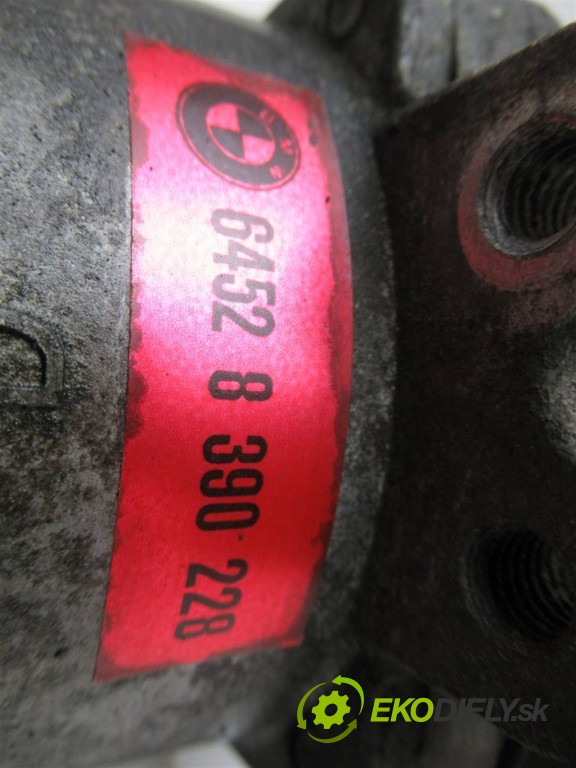 BMW
6452 8 390 228
D
EKODIELY.sk